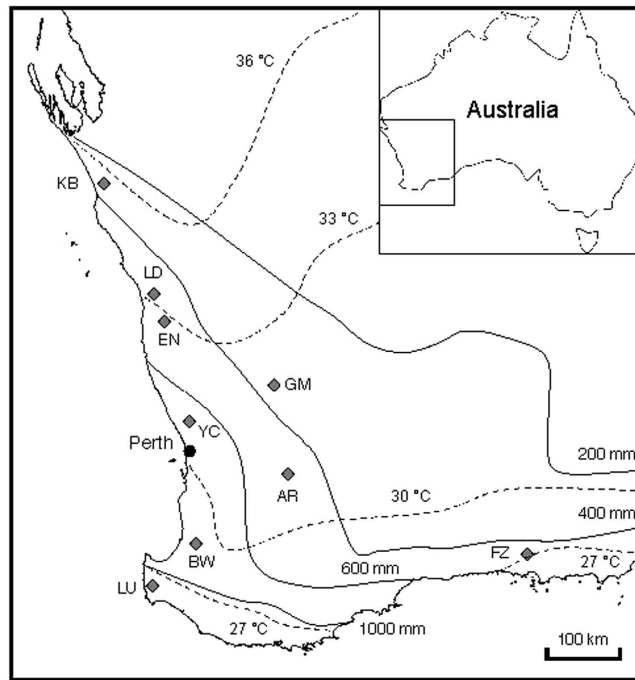 36 °C
Australia
KB
33 °C
LD
EN
GM
YC
Perth
200 mm
AR
30 °C
400 mm
FZ
BW
600 mm
27 °C
LU
27 °C
1000 mm
100 km